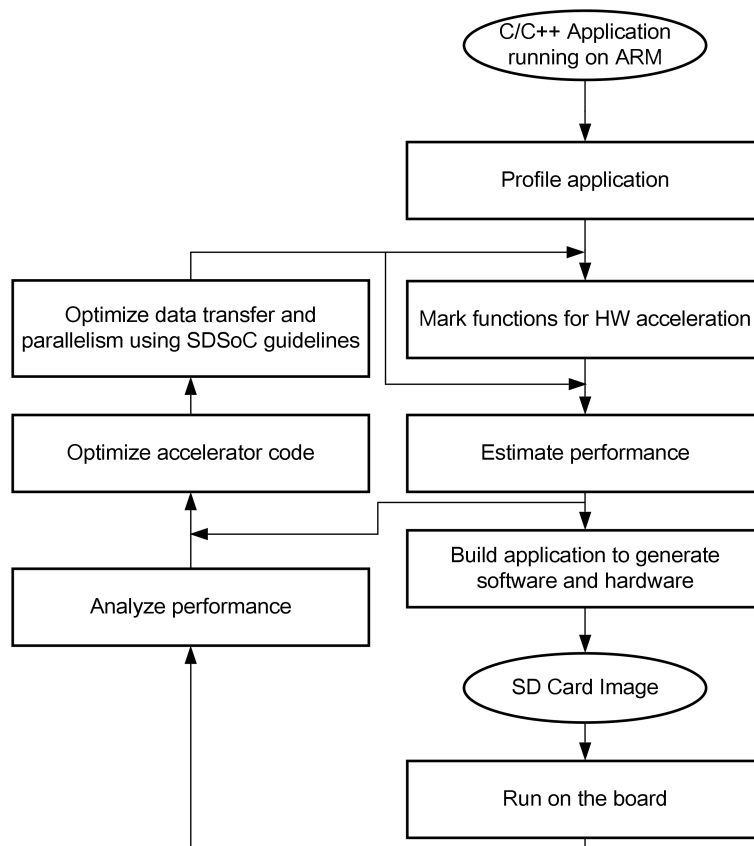 C/C++ Application
running on ARM
Profile application
Optimize data transfer and
parallelism using SDSoC guidelines
Mark functions for HW acceleration
Optimize accelerator code
Estimate performance
Build application to generate
software and hardware
Analyze performance
SD Card Image
Run on the board